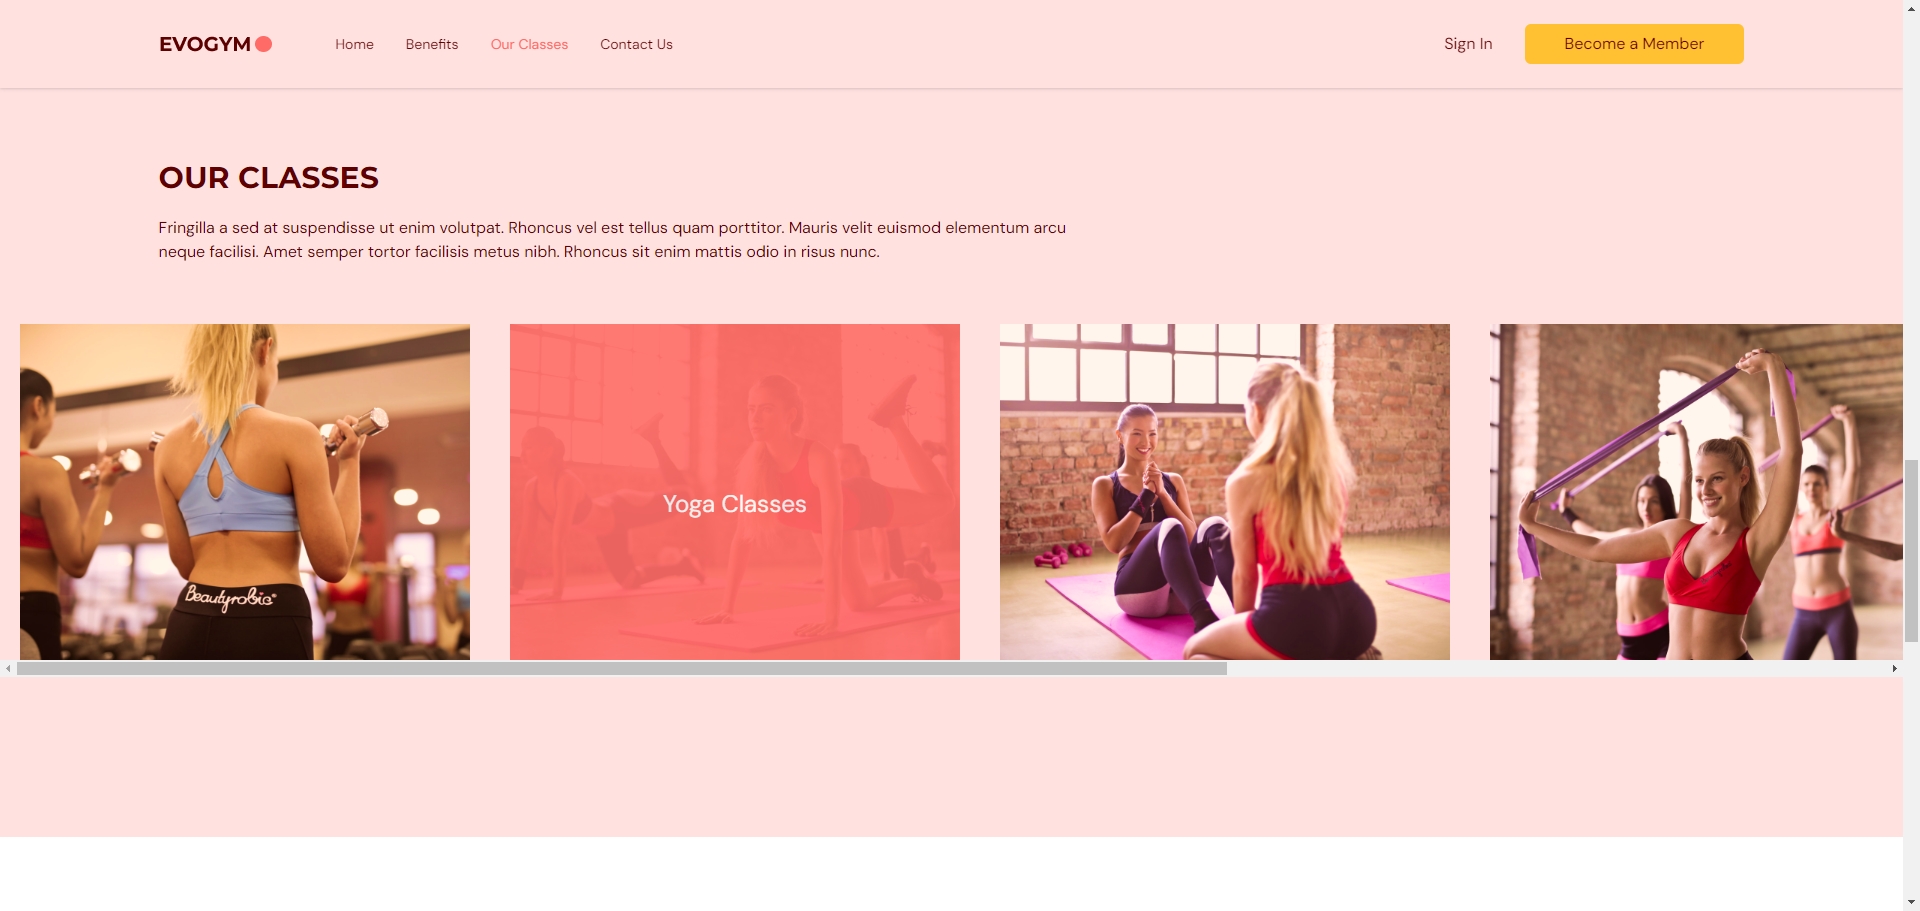 EVOGYM
Home
Benefits
Our Classes
Contact Us
Sign In
Become a Member
OUR CLASSES
Fringilla a sed at suspendisse ut enim volutpat. Rhoncus vel est tellus quam porttitor. Mauris velit euismod elementum arcu
neque facilisi. Amet semper tortor facilisis metus nibh. Rhoncus sit enim mattis odio in risus nunc.
Yoga Classes
Beautyrobic